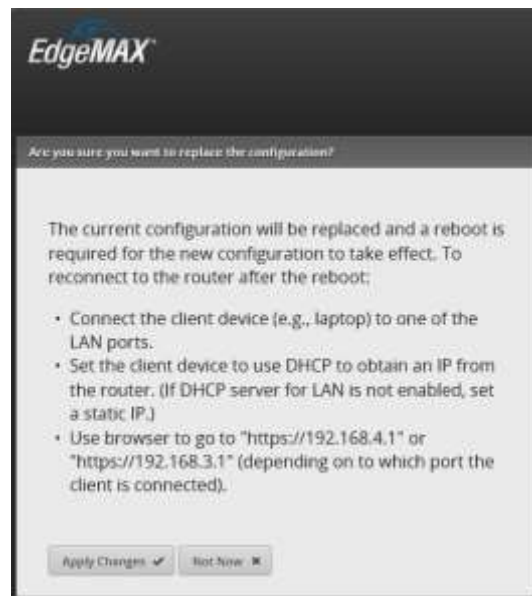 EdgeMAX
Are you sure you want to replace the configuration?
The current configuration will be replaced and a reboot is
required for the new configuration to take effect. To
reconnect to the router after the reboot:
• Connect the client device (e.g., laptop) to one of the
LAN ports.
• Set the client device to use DHCP to obtain an IP from
the router. (If DHCP server for LAN is not enabled, set
a static IP.)
• Use browser to go to "https://192.168.4.1" or
"https://192.168.3.1" (depending on to which port the
client is connected).
Apply Changes ✔ Not Now ✖